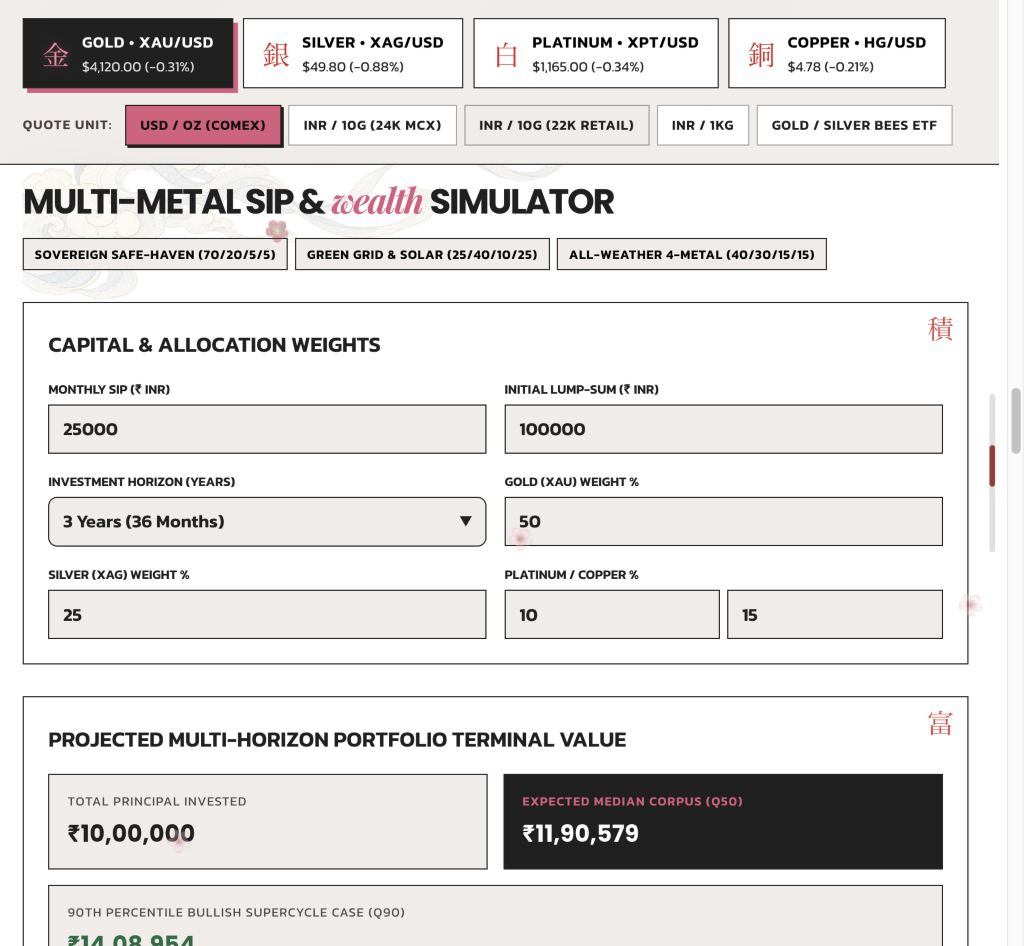 金 GOLD • XAU/USD
$4,120.00 (−0.31%)
銀 SILVER • XAG/USD
$49.80 (−0.88%)
白 PLATINUM • XPT/USD
$1,165.00 (−0.34%)
銅 COPPER • HG/USD
$4.78 (−0.21%)
QUOTE UNIT: USD / OZ (COMEX) INR / 10G (24K MCX) INR / 10G (22K RETAIL) INR / 1KG GOLD / SILVER BEES ETF
MULTI-METAL SIP & wealth SIMULATOR
SOVEREIGN SAFE-HAVEN (70/20/5/5) GREEN GRID & SOLAR (25/40/10/25) ALL-WEATHER 4-METAL (40/30/15/15)
積
CAPITAL & ALLOCATION WEIGHTS
MONTHLY SIP (₹ INR) INITIAL LUMP-SUM (₹ INR)
25000 100000
INVESTMENT HORIZON (YEARS) GOLD (XAU) WEIGHT %
3 Years (36 Months) ▼ 50
SILVER (XAG) WEIGHT % PLATINUM / COPPER %
25 10 15
富
PROJECTED MULTI-HORIZON PORTFOLIO TERMINAL VALUE
TOTAL PRINCIPAL INVESTED EXPECTED MEDIAN CORPUS (Q50)
₹10,00,000 ₹11,90,579
90TH PERCENTILE BULLISH SUPERCYCLE CASE (Q90)
₹14,08,954